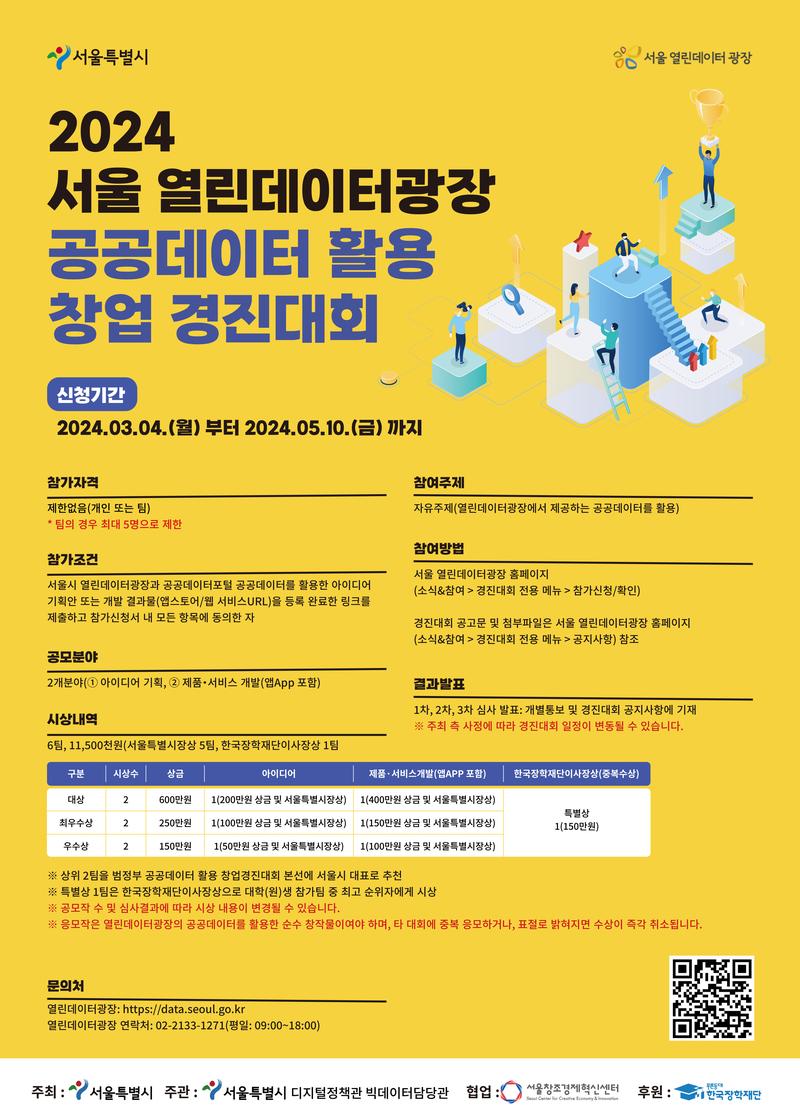 서울특별시
서울 열린데이터 광장
2024
서울 열린데이터광장
공공데이터 활용
창업 경진대회
신청기간
2024.03.04.(월) 부터 2024.05.10.(금) 까지
참가자격
제한없음(개인 또는 팀)
* 팀의 경우 최대 5명으로 제한
참가조건
서울시 열린데이터광장과 공공데이터포털 공공데이터를 활용한 아이디어
기획안 또는 개발 결과물(앱스토어/웹 서비스URL)을 등록 완료한 링크를
제출하고 참가신청서 내 모든 항목에 동의한 자
공모분야
2개분야(① 아이디어 기획, ② 제품·서비스 개발(앱App 포함)
시상내역
6팀, 11,500천원(서울특별시장상 5팀, 한국장학재단이사장상 1팀
참여주제
자유주제(열린데이터광장에서 제공하는 공공데이터를 활용)
참여방법
서울 열린데이터광장 홈페이지
(소식&참여 > 경진대회 전용 메뉴 > 참가신청/확인)
경진대회 공고문 및 첨부파일은 서울 열린데이터광장 홈페이지
(소식&참여 > 경진대회 전용 메뉴 > 공지사항) 참조
결과발표
1차, 2차, 3차 심사 발표: 개별통보 및 경진대회 공지사항에 기재
※ 주최 측 사정에 따라 경진대회 일정이 변동될 수 있습니다.
구분 시상수 상금 아이디어 제품·서비스개발(앱APP 포함) 한국장학재단이사장상(중복수상)
대상 2 600만원 1(200만원 상금 및 서울특별시장상) 1(400만원 상금 및 서울특별시장상)
최우수상 2 250만원 1(100만원 상금 및 서울특별시장상) 1(150만원 상금 및 서울특별시장상)
우수상 2 150만원 1(50만원 상금 및 서울특별시장상) 1(100만원 상금 및 서울특별시장상)
특별상
1(150만원)
※ 상위 2팀을 범정부 공공데이터 활용 창업경진대회 본선에 서울시 대표로 추천
※ 특별상 1팀은 한국장학재단이사장상으로 대학(원)생 참가팀 중 최고 순위자에게 시상
※ 공모작 수 및 심사결과에 따라 시상 내용이 변경될 수 있습니다.
※ 응모작은 열린데이터광장의 공공데이터를 활용한 순수 창작물이여야 하며, 타 대회에 중복 응모하거나, 표절로 밝혀지면 수상이 즉각 취소됩니다.
문의처
열린데이터광장: https://data.seoul.go.kr
열린데이터광장 연락처: 02-2133-1271(평일: 09:00~18:00)
주최 : 서울특별시 주관 : 서울특별시 디지털정책관 빅데이터담당관 협업 : 서울창조경제혁신센터 Seoul Center for Creative Economy & Innovation 후원 : 푸른등대 한국장학재단